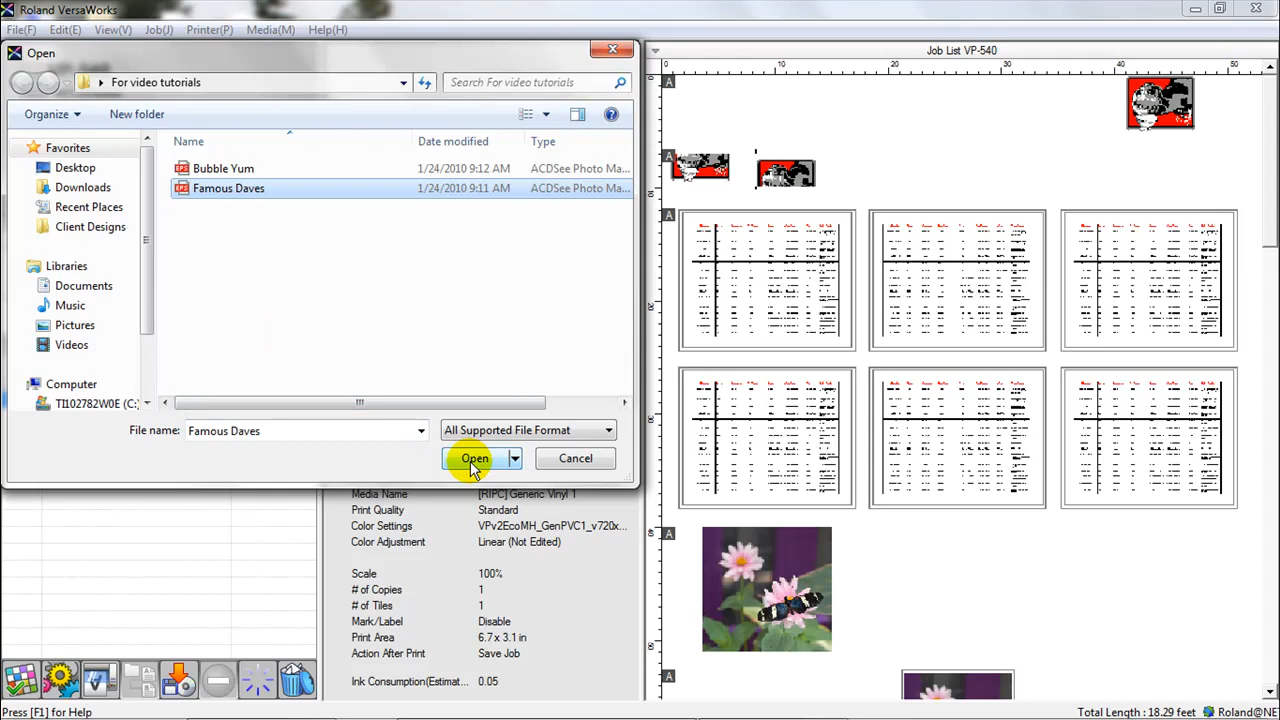 Roland VersaWorks
File(F) Edit(E) View(V) Job(J) Printer(P) Media(M) Help(H)
Open
For video tutorials
Search For video tutorials
Organize New folder
Favorites
Desktop
Downloads
Recent Places
Client Designs
Libraries
Documents
Music
Pictures
Videos
Computer
TI102782W0E (C:
Name Date modified Type
Bubble Yum 1/24/2010 9:12 AM ACDSee Photo Ma...
Famous Daves 1/24/2010 9:11 AM ACDSee Photo Ma...
File name: Famous Daves All Supported File Format
Open Cancel
Media Name [RIPC] Generic Vinyl 1
Print Quality Standard
Color Settings VPv2EcoMH_GenPVC1_v720x...
Color Adjustment Linear (Not Edited)
Scale 100%
# of Copies 1
# of Tiles 1
Mark/Label Disable
Print Area 6.7 x 3.1 in
Action After Print Save Job
Ink Consumption(Estimat... 0.05
Job List VP-540
0 10 20 30 40 50
0
A
A
10
A
20
30
40
A
50
A
Press [F1] for Help
Total Length : 18.29 feet Roland@NE